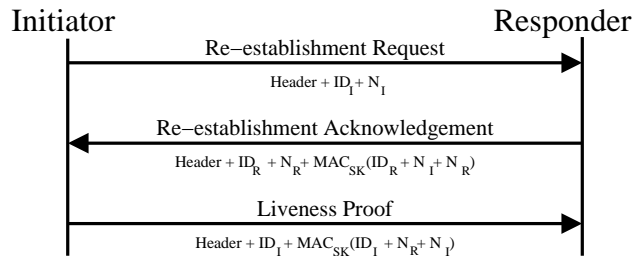 Initiator
Responder
Re−establishment Request
Header + ID_I + N_I
Re−establishment Acknowledgement
Header + ID_R + N_R + MAC_SK(ID_R + N_I + N_R)
Liveness Proof
Header + ID_I + MAC_SK(ID_I + N_R + N_I)